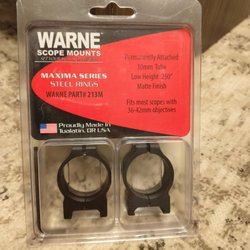 WARNE
SCOPE MOUNTS
MAXIMA SERIES
STEEL RINGS
WARNE PART# 213M
Permanently Attached
30mm Tube
Low Height .250"
Matte Finish
Fits most scopes with
36-42mm objectives
Proudly Made In
Tualatin, OR USA